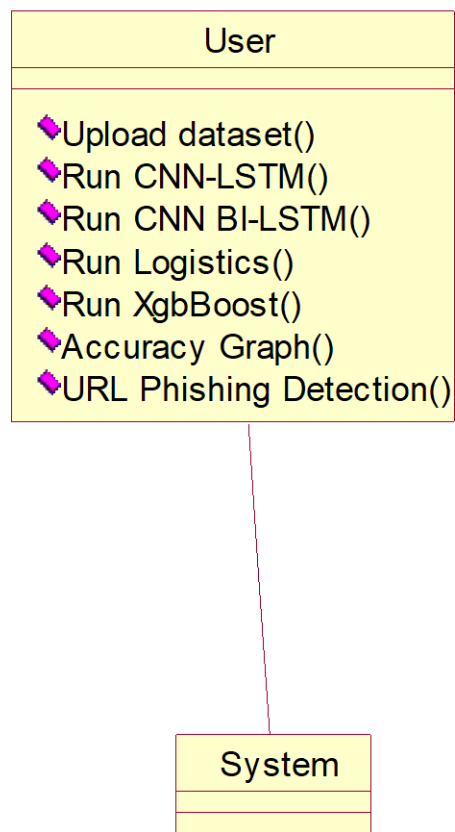 User
Upload dataset()
Run CNN-LSTM()
Run CNN BI-LSTM()
Run Logistics()
Run XgbBoost()
Accuracy Graph()
URL Phishing Detection()
System